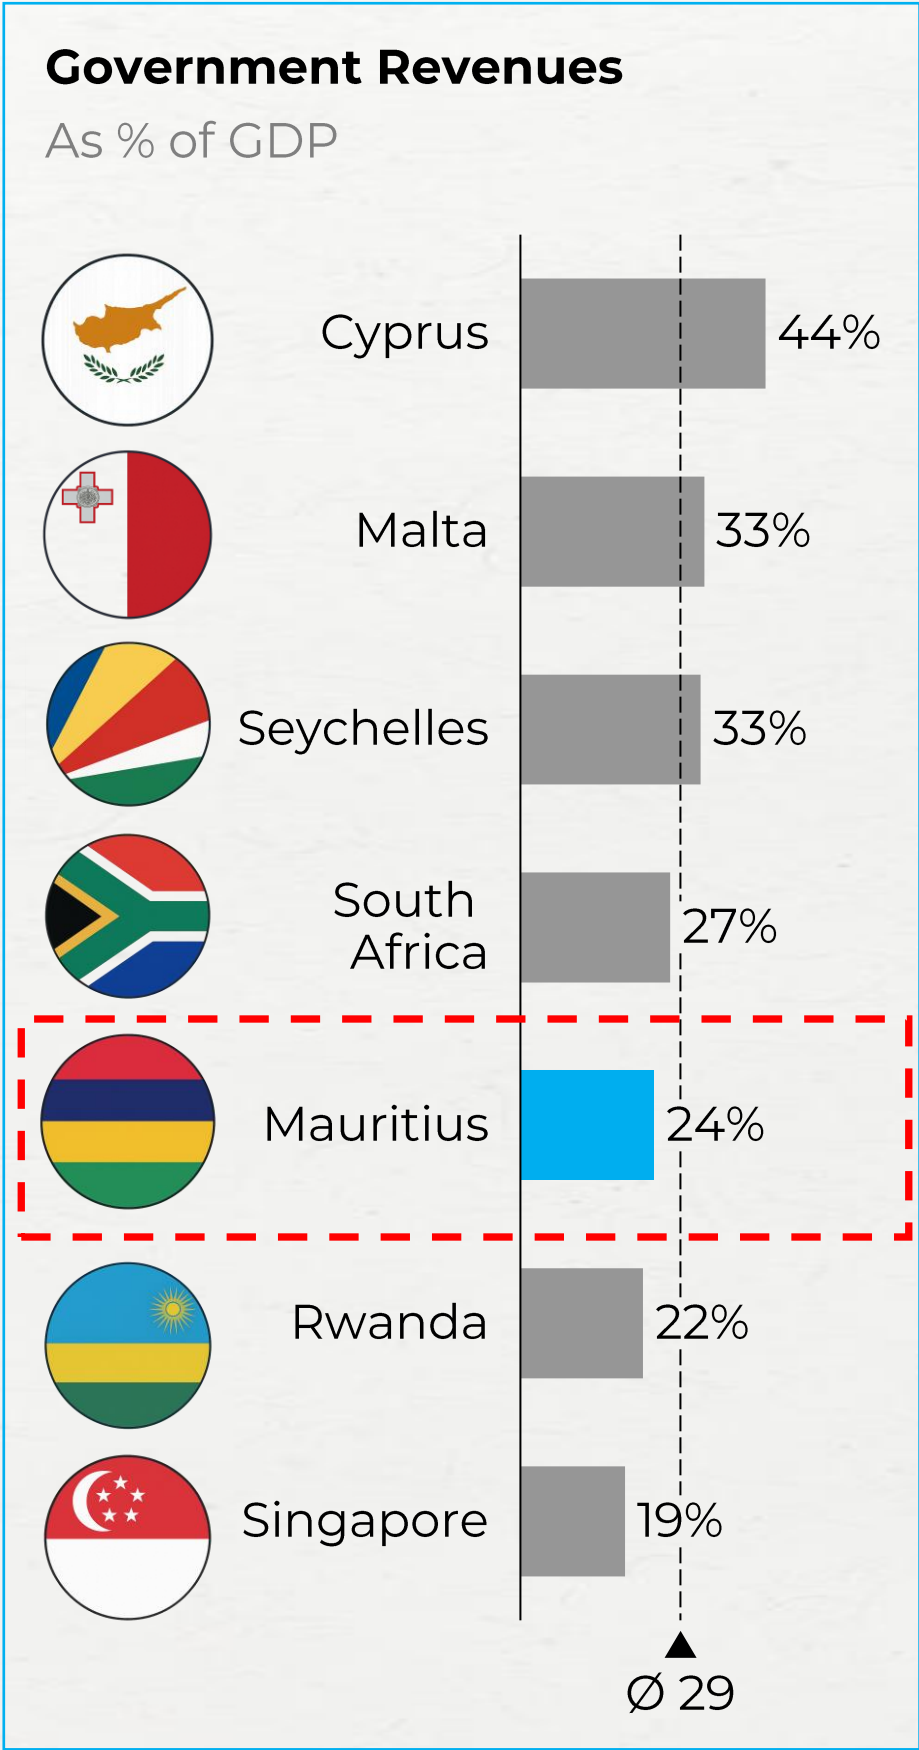 Government Revenues
As % of GDP
Cyprus 44%
Malta 33%
Seychelles 33%
South
Africa
27%
Mauritius 24%
Rwanda 22%
Singapore 19%
Ø 29